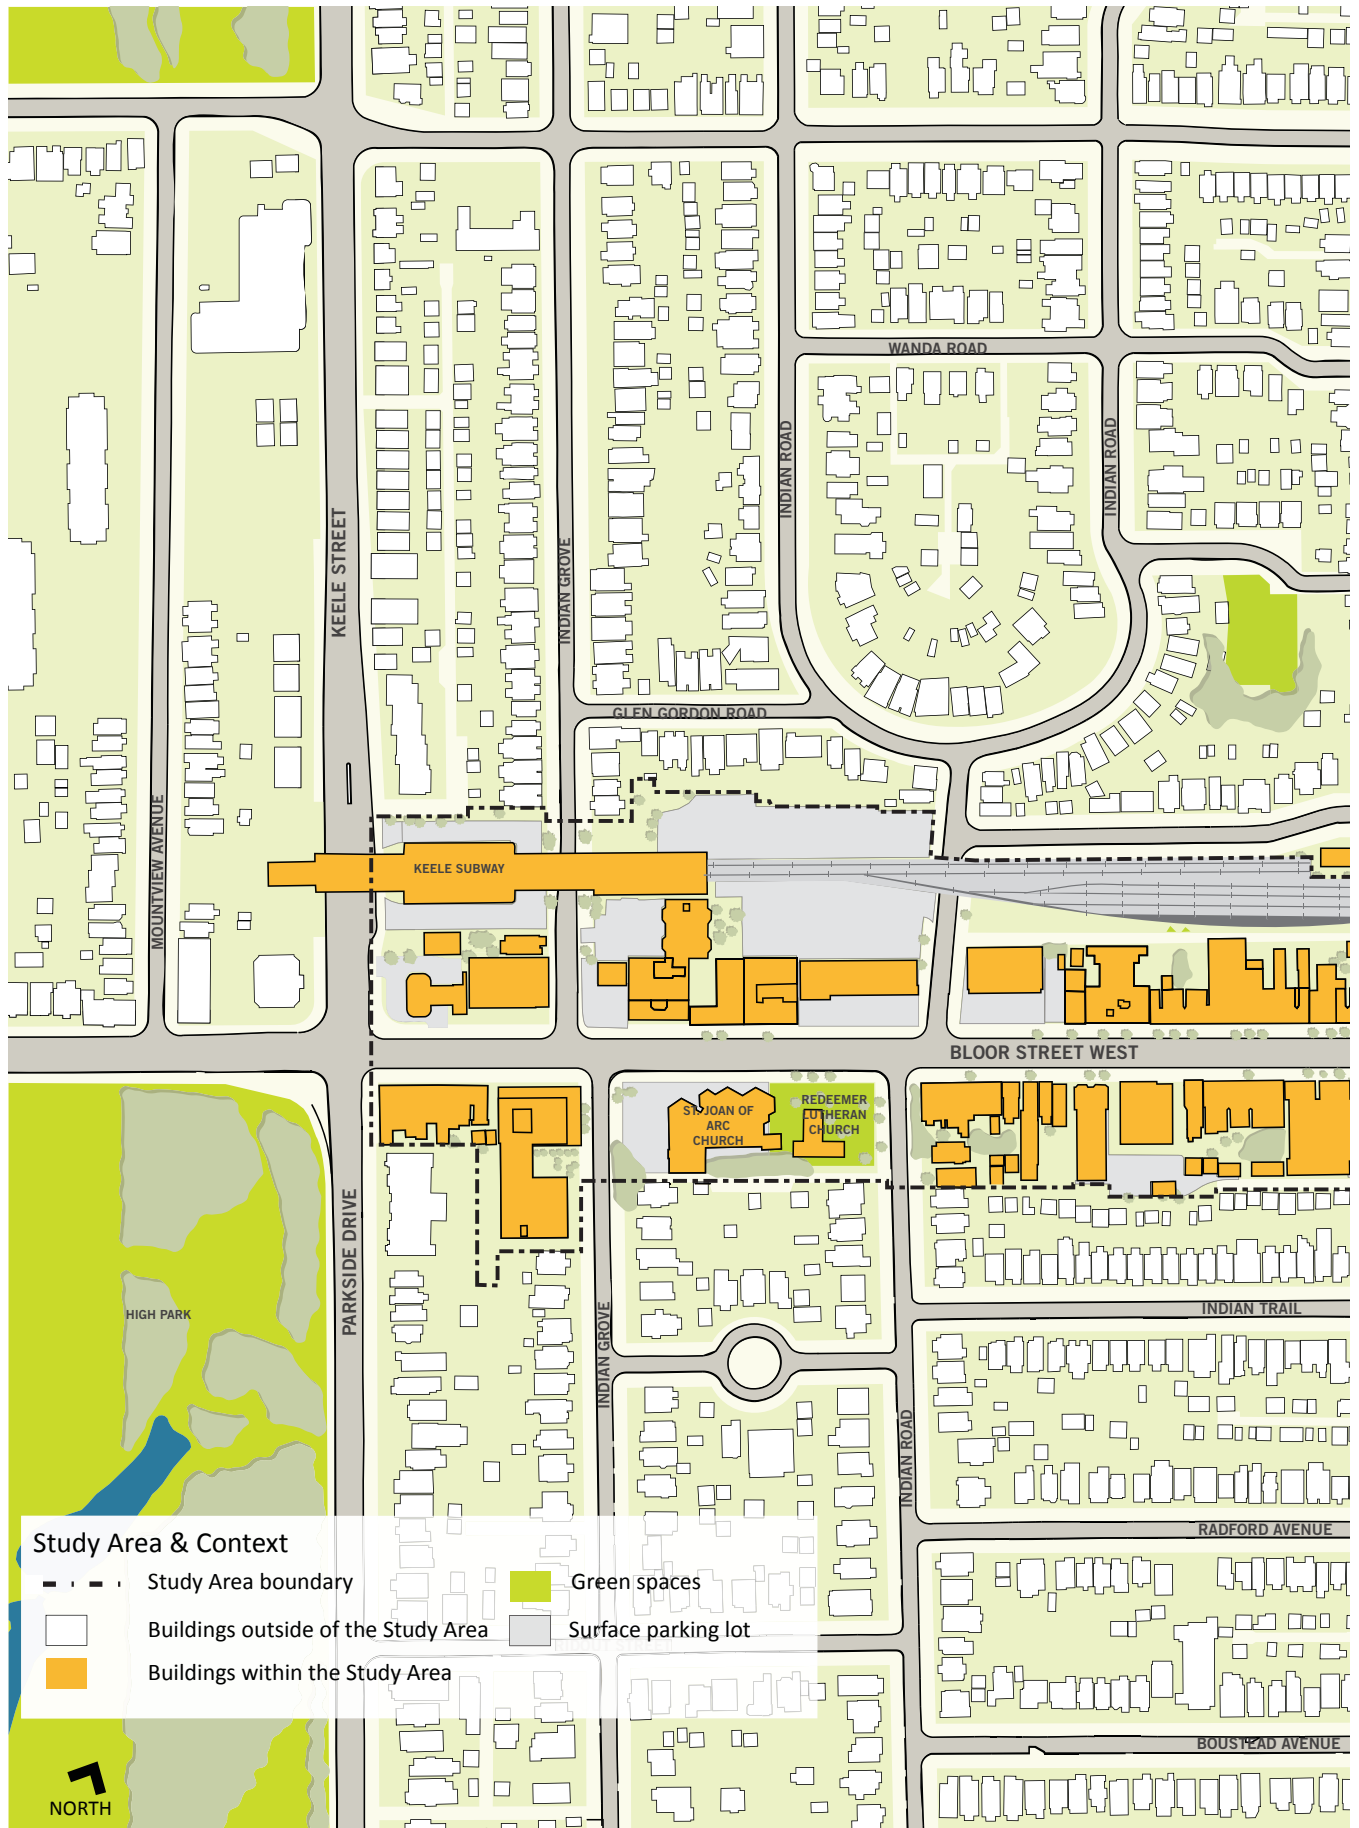 WANDA ROAD
INDIAN ROAD
INDIAN ROAD
KEELE STREET
INDIAN GROVE
GLEN GORDON ROAD
MOUNTVIEW AVENUE
KEELE SUBWAY
BLOOR STREET WEST
ST. JOAN OF
ARC
CHURCH
REDEEMER
LUTHERAN
CHURCH
PARKSIDE DRIVE
HIGH PARK
INDIAN GROVE
INDIAN TRAIL
INDIAN ROAD
RADFORD AVENUE
Study Area & Context
Study Area boundary
Green spaces
Buildings outside of the Study Area
Surface parking lot
Buildings within the Study Area
BOUSTEAD AVENUE
NORTH